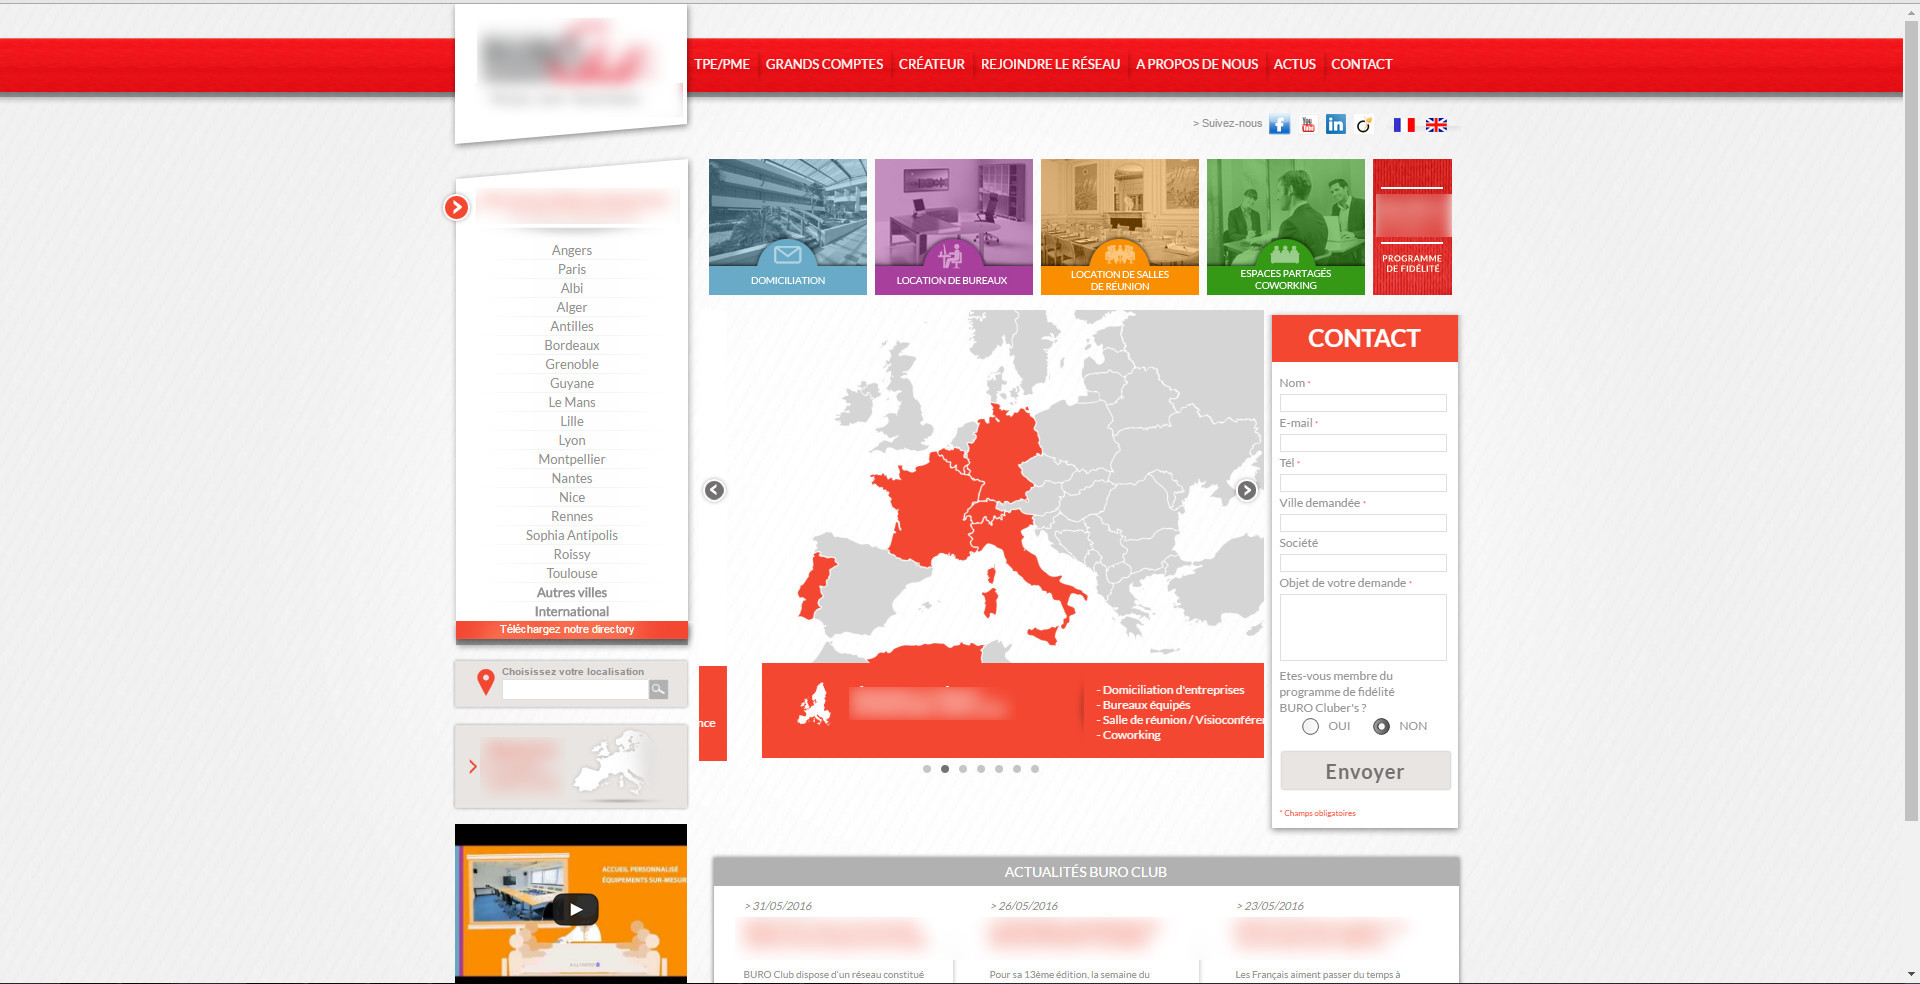 TPE/PME
GRANDS COMPTES
CRÉATEUR
REJOINDRE LE RÉSEAU
A PROPOS DE NOUS
ACTUS
CONTACT
> Suivez-nous
Angers
Paris
Albi
Alger
Antilles
Bordeaux
Grenoble
Guyane
Le Mans
Lille
Lyon
Montpellier
Nantes
Nice
Rennes
Sophia Antipolis
Roissy
Toulouse
Autres villes
International
Téléchargez notre directory
Choisissez votre localisation
ACCUEIL PERSONNALISÉ
ÉQUIPEMENTS SUR-MESUR
DOMICILIATION
LOCATION DE BUREAUX
LOCATION DE SALLES
DE RÉUNION
ESPACES PARTAGÉS
COWORKING
PROGRAMME
DE FIDÉLITÉ
nce
- Domiciliation d'entreprises
- Bureaux équipés
- Salle de réunion / Visioconférer
- Coworking
CONTACT
Nom *
E-mail *
Tél *
Ville demandée *
Société
Objet de votre demande *
Etes-vous membre du
programme de fidélité
BURO Cluber's ?
OUI
NON
Envoyer
* Champs obligatoires
ACTUALITÉS BURO CLUB
> 31/05/2016
BURO Club dispose d'un réseau constitué
> 26/05/2016
Pour sa 13ème édition, la semaine du
> 23/05/2016
Les Français aiment passer du temps à